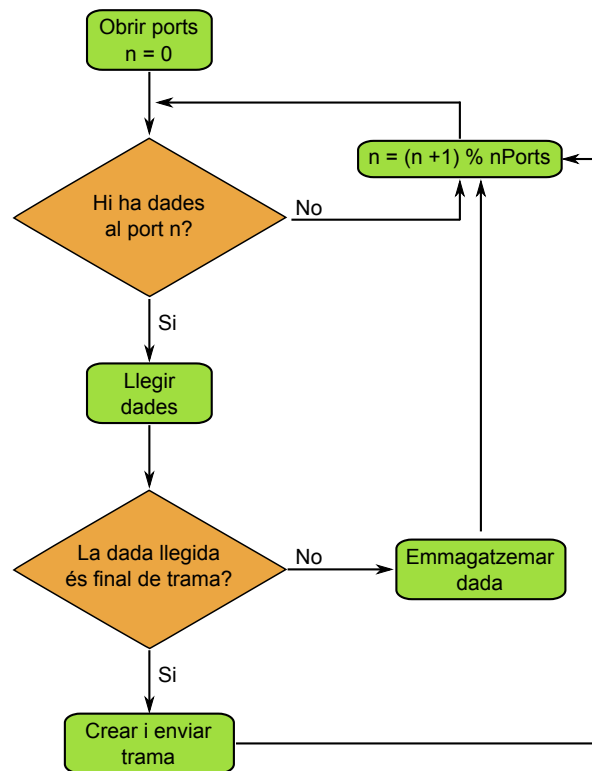 Obrir ports
n = 0
n = (n +1) % nPorts
Hi ha dades
al port n?
No
Si
Llegir
dades
La dada llegida
és final de trama?
No
Emmagatzemar
dada
Si
Crear i enviar
trama